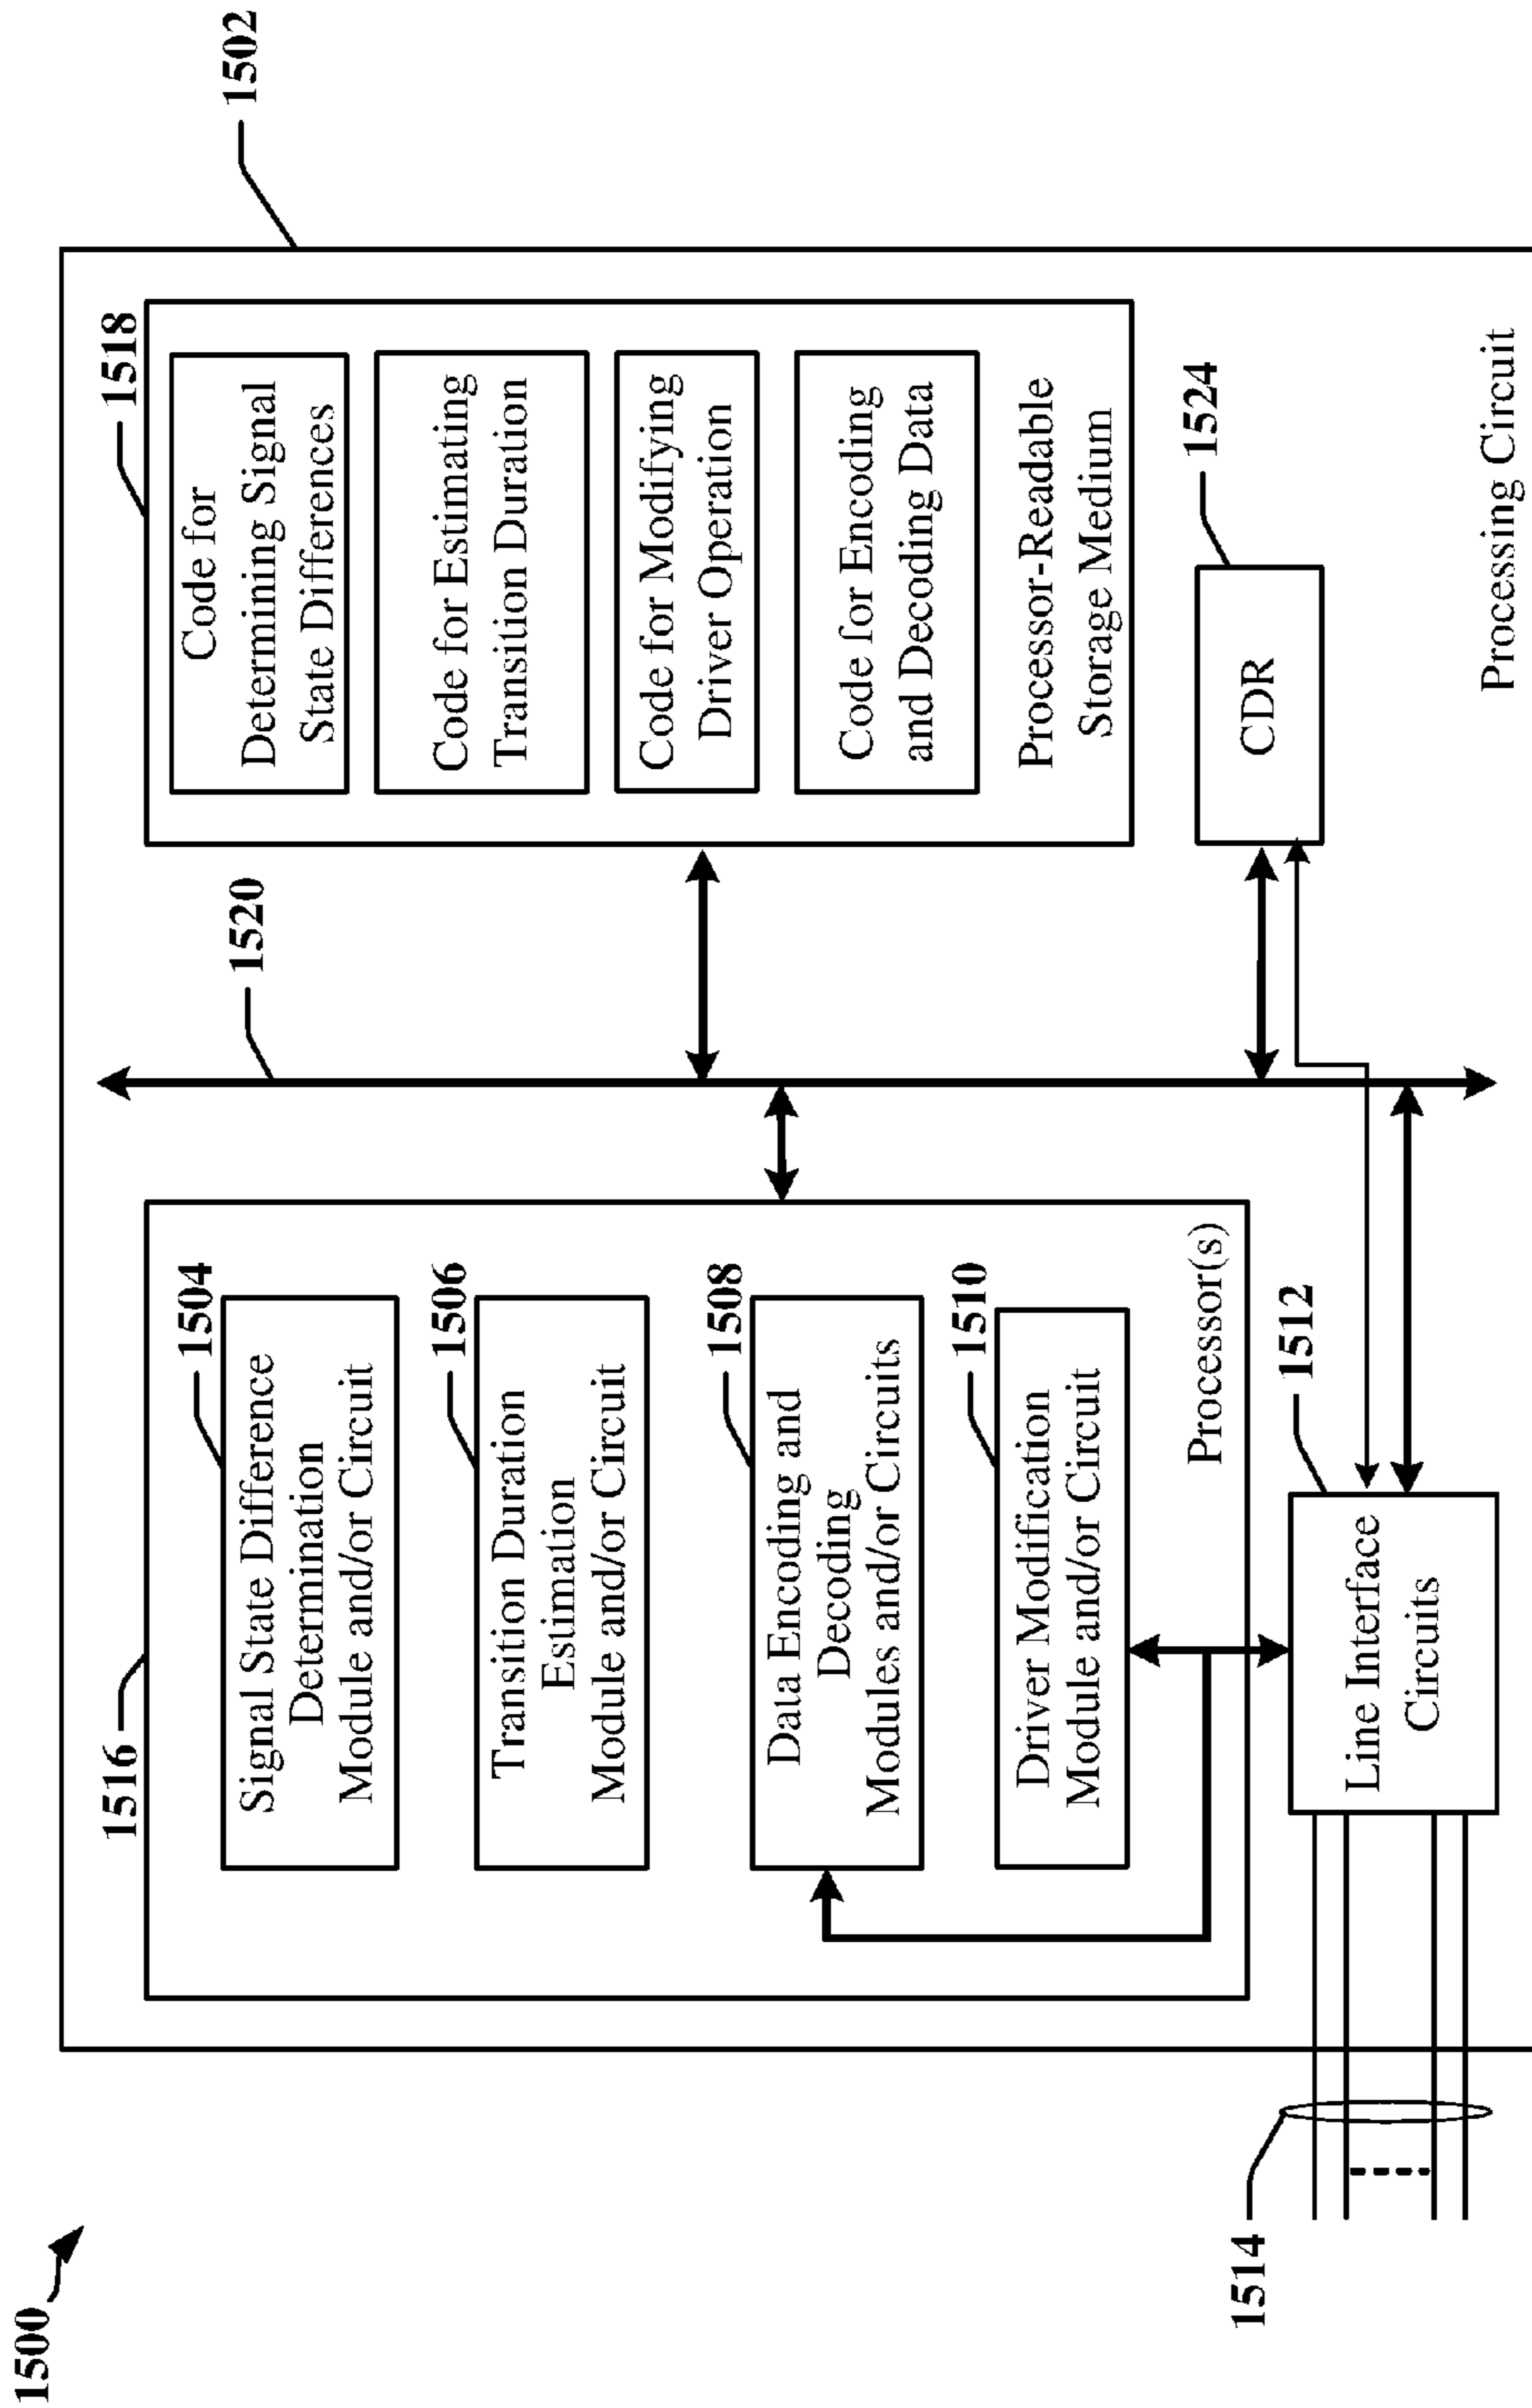 1500
1502
1516
1504
Signal State Difference
Determination
Module and/or Circuit
1506
Transition Duration
Estimation
Module and/or Circuit
1508
Data Encoding and
Decoding
Modules and/or Circuits
1510
Driver Modification
Module and/or Circuit
Processor(s)
1512
Line Interface
Circuits
1514
1520
1518
Code for
Determining Signal
State Differences
Code for Estimating
Transition Duration
Code for Modifying
Driver Operation
Code for Encoding
and Decoding Data
Processor-Readable
Storage Medium
1524
CDR
Processing Circuit